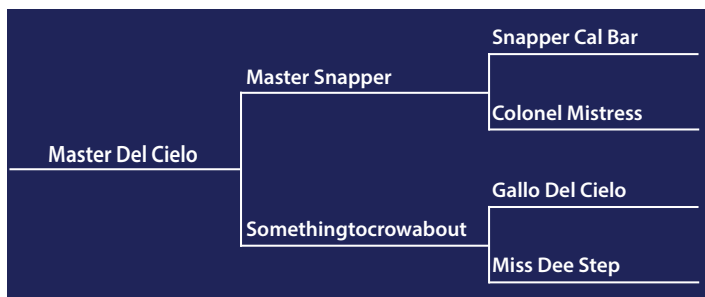 Snapper Cal Bar
Master Snapper
Colonel Mistress
Master Del Cielo
Gallo Del Cielo
Somethingtocrowabout
Miss Dee Step